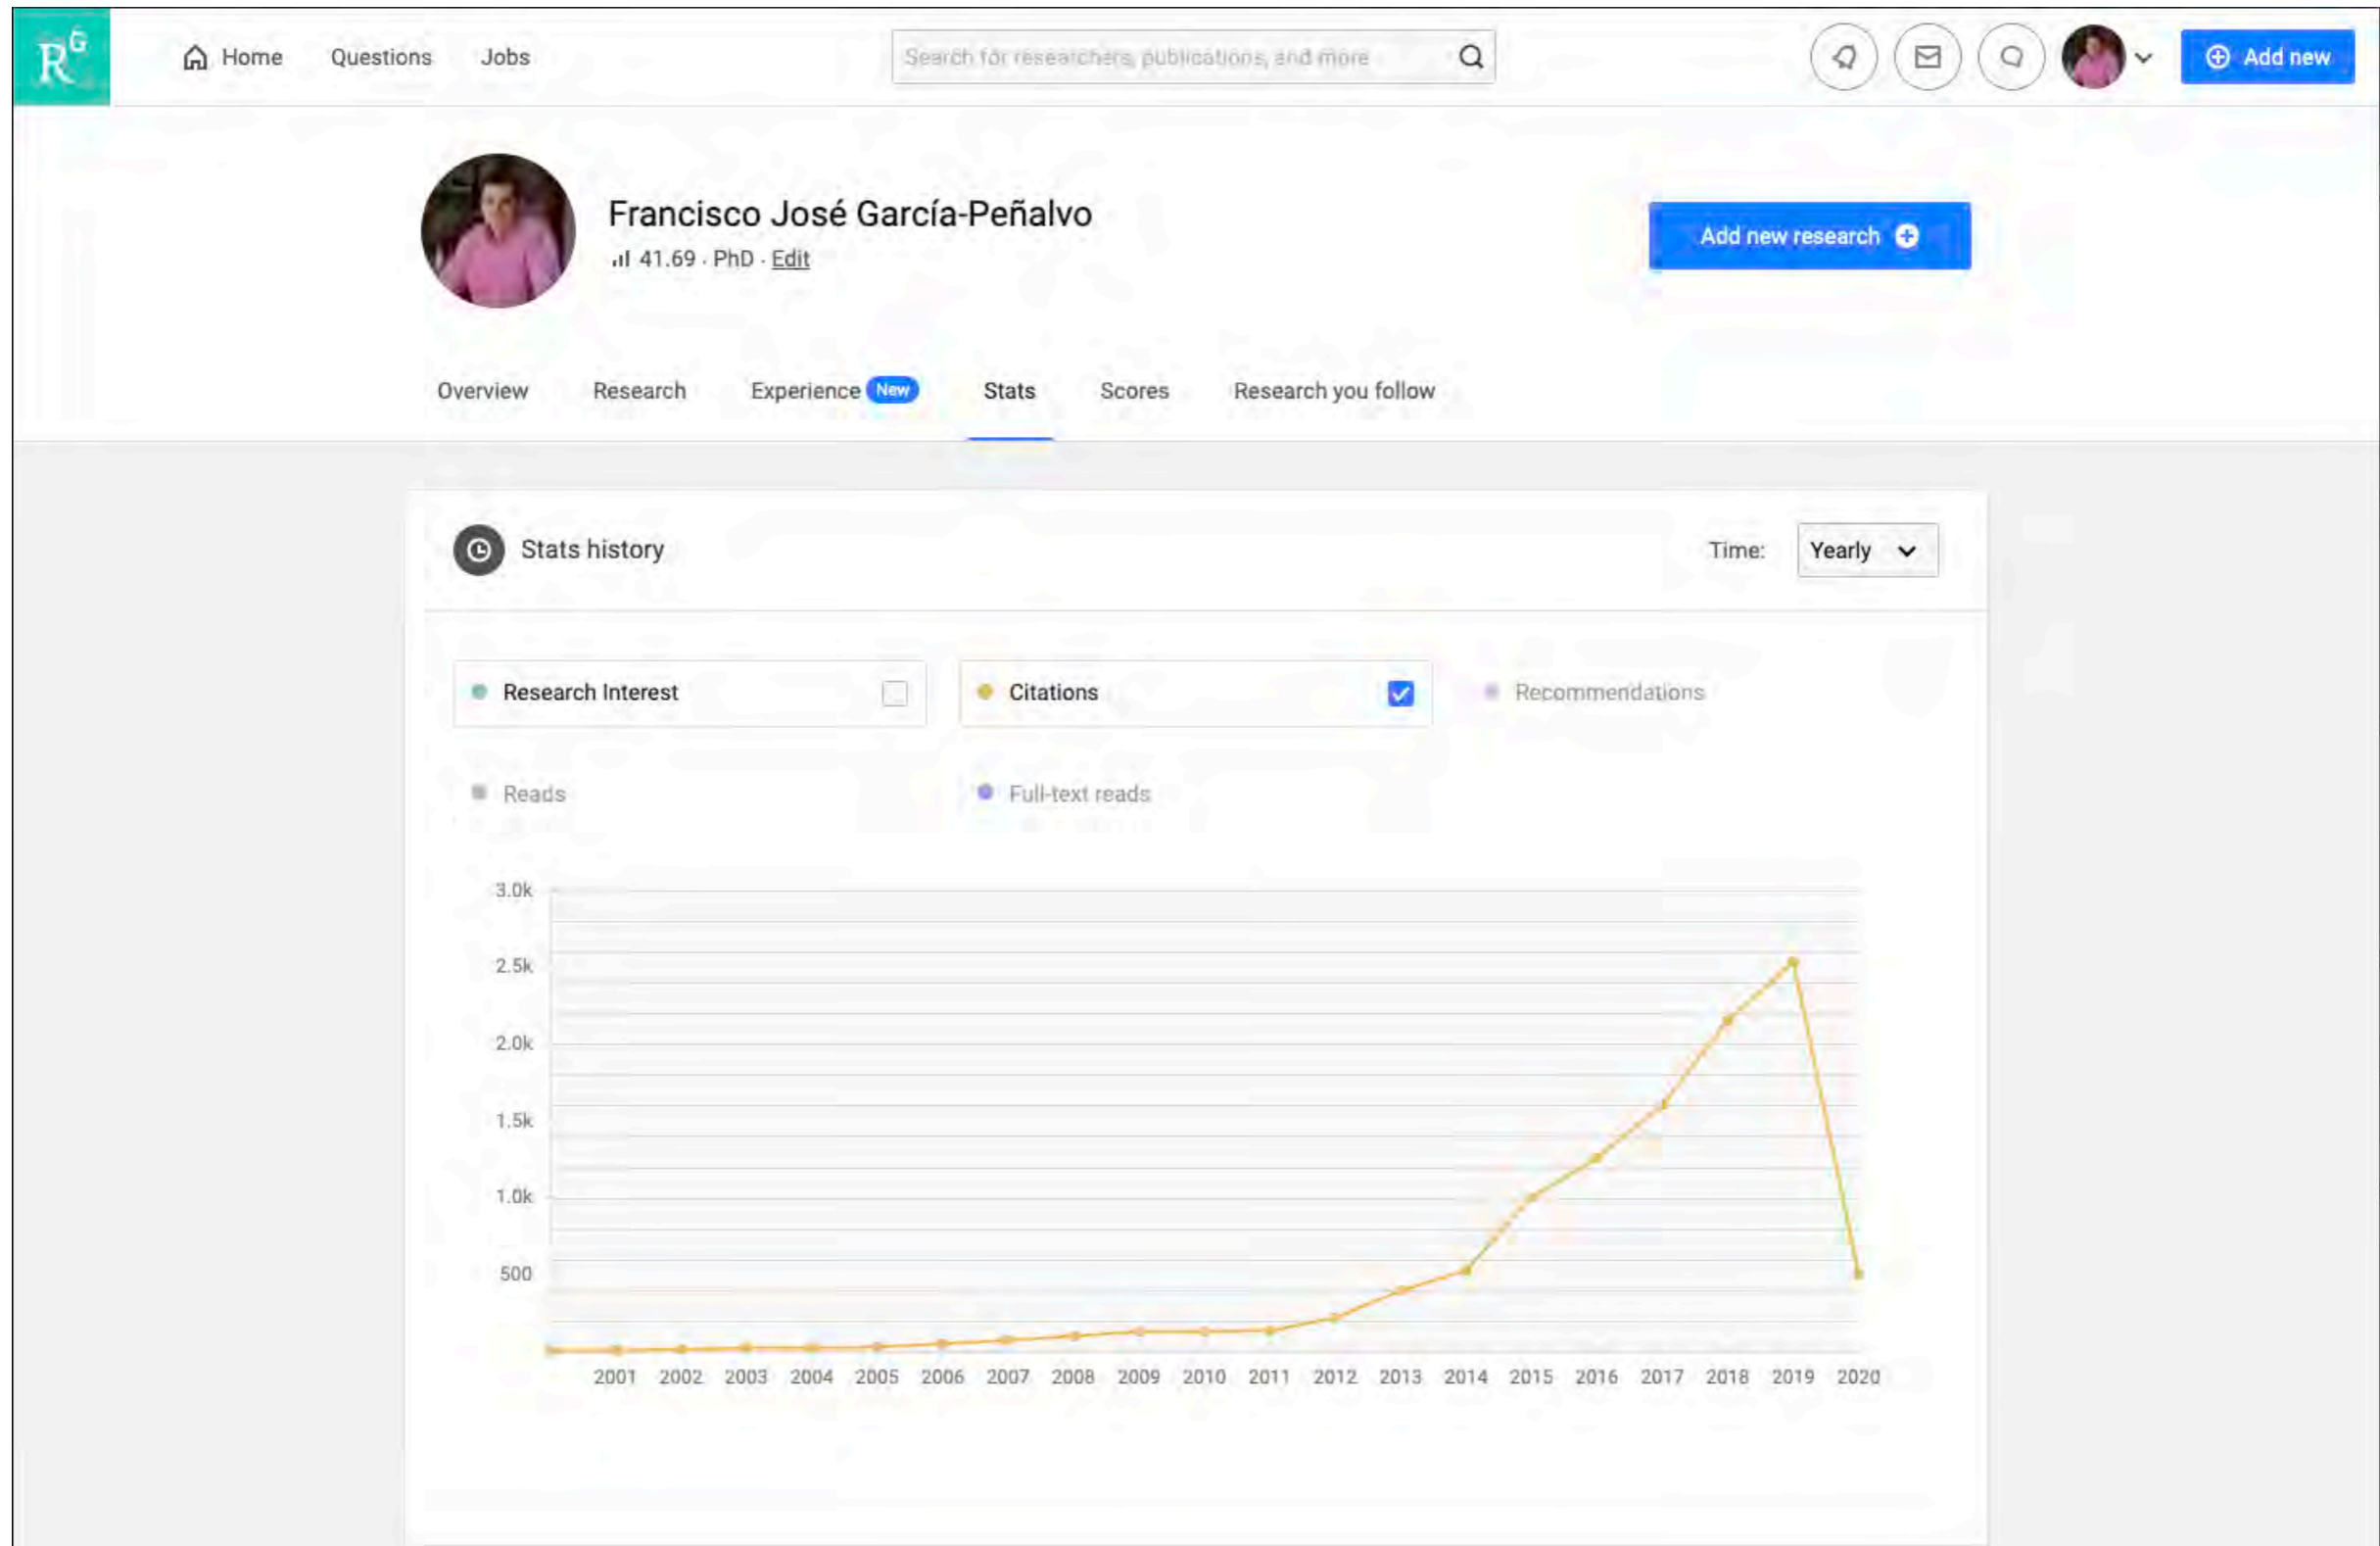 RG
Home Questions Jobs Search for researchers, publications, and more Add new
Francisco José García-Peñalvo
41.69 · PhD · Edit
Add new research
Overview Research Experience New Stats Scores Research you follow
Stats history Time: Yearly
Research Interest Citations Recommendations
Reads Full-text reads
3.0k
2.5k
2.0k
1.5k
1.0k
500
2001 2002 2003 2004 2005 2006 2007 2008 2009 2010 2011 2012 2013 2014 2015 2016 2017 2018 2019 2020